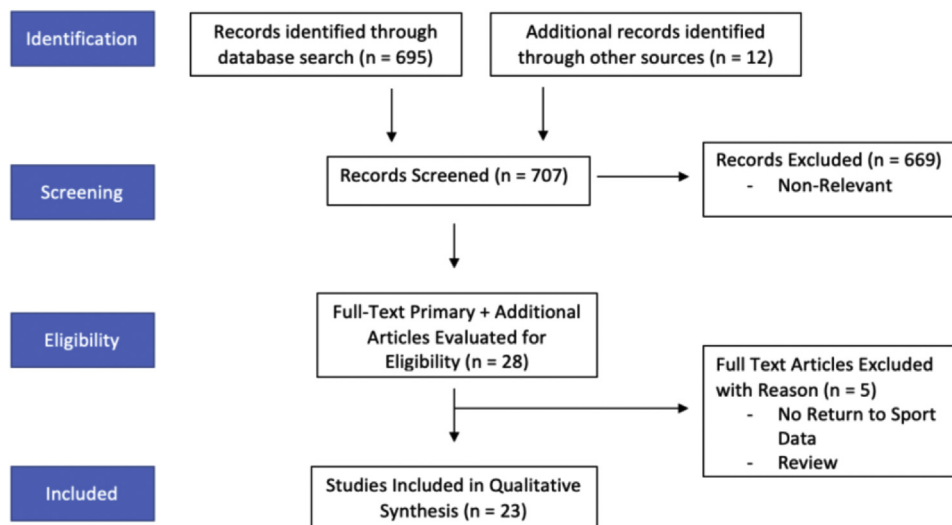 Identification
Records identified through
database search (n = 695)
Additional records identified
through other sources (n = 12)
Screening
Records Screened (n = 707)
Records Excluded (n = 669)
- Non-Relevant
Eligibility
Full-Text Primary + Additional
Articles Evaluated for
Eligibility (n = 28)
Full Text Articles Excluded
with Reason (n = 5)
- No Return to Sport
Data
- Review
Included
Studies Included in Qualitative
Synthesis (n = 23)